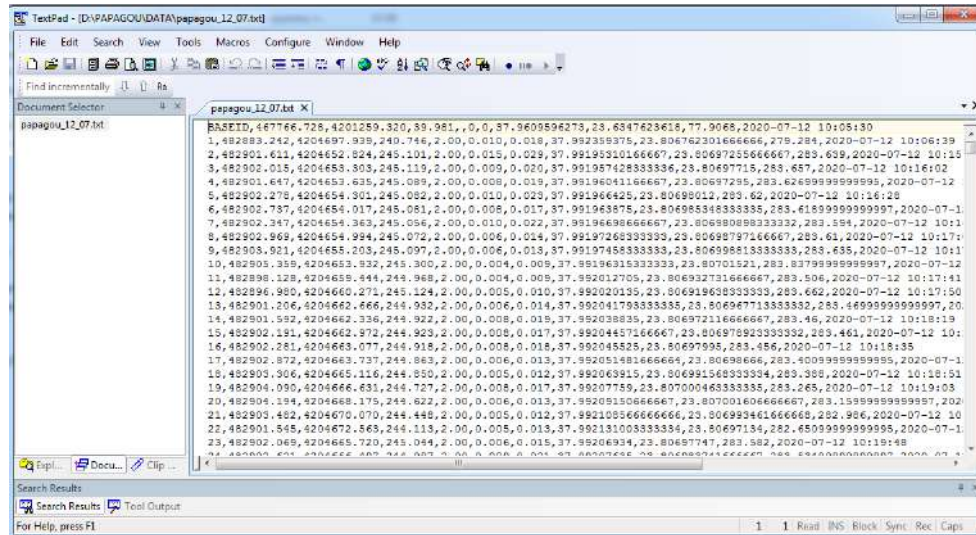 TextPad - [D:\PAPAGOU\DATA\papagou_12_07.txt]
File Edit Search View Tools Macros Configure Window Help
Find incrementally
Document Selector
papagou_12_07.txt
papagou_12_07.txt
BASEID,467766.728,4201259.320,39.981,,0,0,37.9609596273,23.6347623618,77.9068,2020-07-12 10:05:30
1,482883.242,4204697.939,240.746,2.00,0.010,0.018,37.992359375,23.806762301666666,279.284,2020-07-12 10:06:39
2,482901.611,4204652.824,245.101,2.00,0.015,0.029,37.99195310166667,23.80697255666667,283.639,2020-07-12 10:15
3,482902.015,4204653.303,245.119,2.00,0.009,0.020,37.991957428333336,23.80697715,283.657,2020-07-12 10:16:02
4,482901.647,4204653.635,245.089,2.00,0.008,0.019,37.99196041166667,23.80697295,283.62699999999995,2020-07-12
5,482902.278,4204654.301,245.082,2.00,0.010,0.023,37.991966425,23.80698012,283.62,2020-07-12 10:16:28
6,482902.737,4204654.017,245.081,2.00,0.008,0.017,37.991963875,23.806985348333335,283.61899999999997,2020-07-1
7,482902.347,4204654.363,245.056,2.00,0.010,0.022,37.99196698666667,23.806980898333332,283.594,2020-07-12 10:1
8,482902.969,4204654.994,245.072,2.00,0.006,0.014,37.99197268333333,23.80698797166667,283.61,2020-07-12 10:17:
9,482903.921,4204655.203,245.097,2.00,0.006,0.013,37.99197458333333,23.806998813333333,283.635,2020-07-12 10:1
10,482905.359,4204653.932,245.300,2.00,0.004,0.009,37.99196315333333,23.80701521,283.83799999999997,2020-07-12
11,482898.128,4204659.444,244.968,2.00,0.004,0.009,37.992012705,23.806932731666667,283.506,2020-07-12 10:17:41
12,482896.980,4204660.271,245.124,2.00,0.005,0.010,37.992020135,23.806919638333333,283.662,2020-07-12 10:17:50
13,482901.206,4204662.666,244.932,2.00,0.006,0.014,37.992041793333335,23.806967713333332,283.46999999999997,20
14,482901.592,4204662.336,244.922,2.00,0.008,0.019,37.992038835,23.806972116666667,283.46,2020-07-12 10:18:19
15,482902.191,4204662.972,244.923,2.00,0.008,0.017,37.99204457166667,23.806978923333332,283.461,2020-07-12 10:
16,482902.281,4204663.077,244.918,2.00,0.008,0.018,37.992045525,23.80697995,283.456,2020-07-12 10:18:35
17,482902.872,4204663.737,244.863,2.00,0.006,0.013,37.992051481666664,23.80698666,283.40099999999995,2020-07-1
18,482903.306,4204665.116,244.850,2.00,0.005,0.012,37.992063915,23.806991568333334,283.388,2020-07-12 10:18:51
19,482904.090,4204666.631,244.727,2.00,0.008,0.017,37.99207759,23.807000463333335,283.265,2020-07-12 10:19:03
20,482904.194,4204668.175,244.622,2.00,0.006,0.016,37.99209150666667,23.807001606666667,283.15999999999997,202
21,482903.482,4204670.070,244.448,2.00,0.005,0.012,37.992108566666666,23.806993461666668,282.986,2020-07-12 10
22,482901.545,4204672.563,244.113,2.00,0.005,0.013,37.992131003333334,23.80697134,282.65099999999995,2020-07-1
23,482902.069,4204665.720,245.044,2.00,0.006,0.015,37.99206934,23.80697747,283.582,2020-07-12 10:19:48
Expl... Docu... Clip ...
Search Results
Search Results Tool Output
For Help, press F1 1 1 Read INS Block Sync Rec Caps